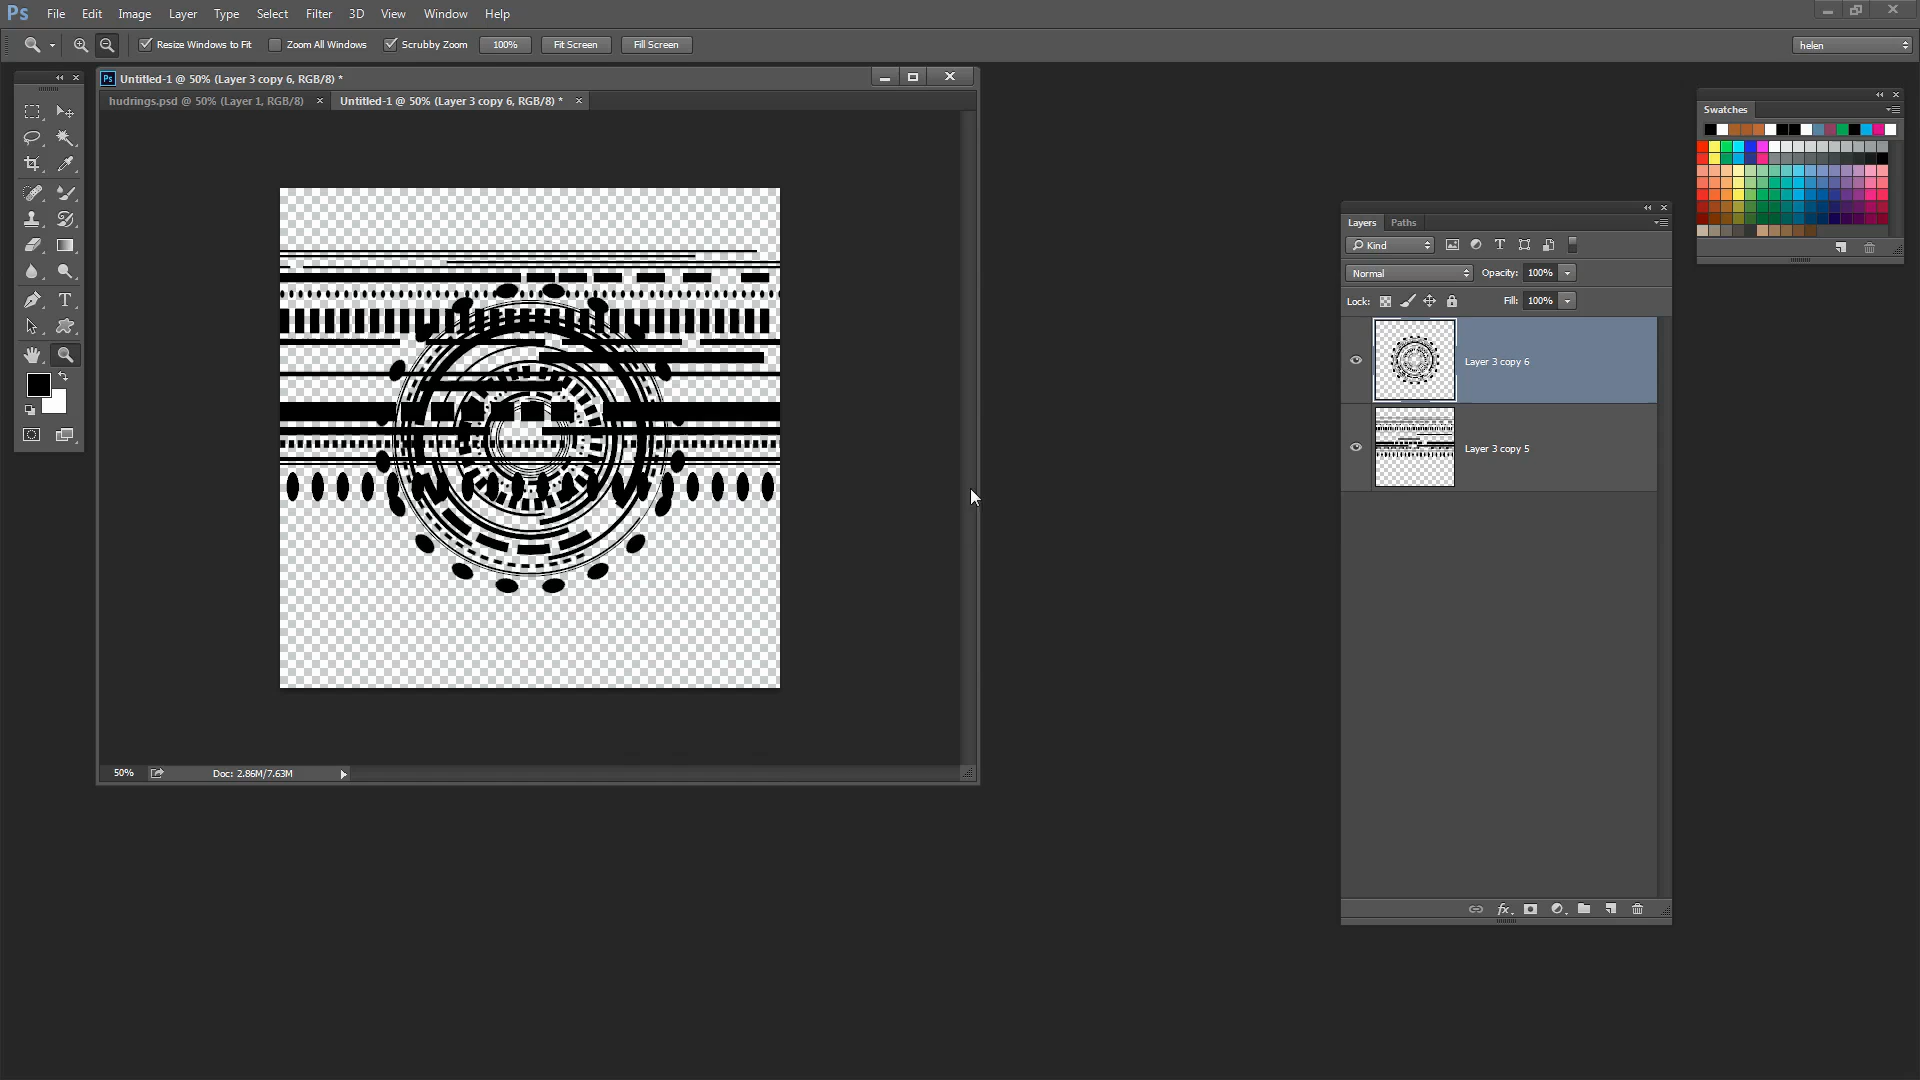 Ps File Edit Image Layer Type Select Filter 3D View Window Help
Resize Windows to Fit Zoom All Windows Scrubby Zoom 100% Fit Screen Fill Screen helen
Ps Untitled-1 @ 50% (Layer 3 copy 6, RGB/8) *
hudrings.psd @ 50% (Layer 1, RGB/8) × Untitled-1 @ 50% (Layer 3 copy 6, RGB/8) * ×
Swatches
Layers Paths
Kind
Normal Opacity: 100%
Lock: Fill: 100%
Layer 3 copy 6
Layer 3 copy 5
50% Doc: 2.86M/7.63M
fx